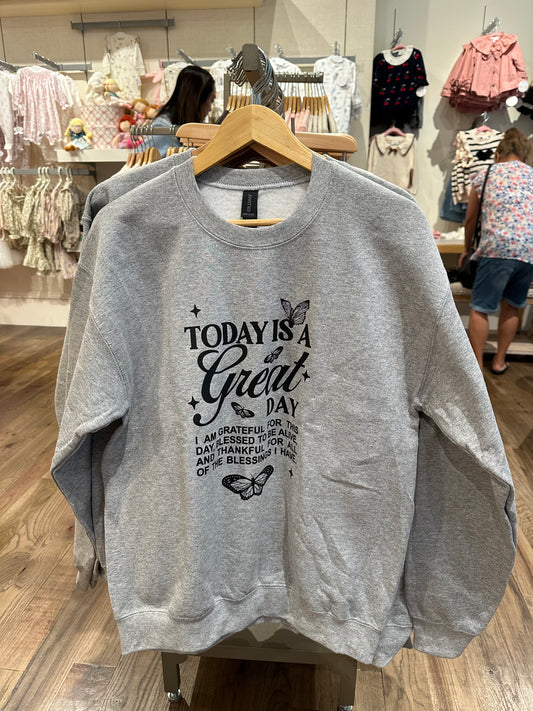 GILDAN
TODAY IS A
Great
DAY
I AM GRATEFUL FOR THIS
DAY, BLESSED TO BE ALIVE
AND THANKFUL FOR ALL
OF THE BLESSINGS I HAVE